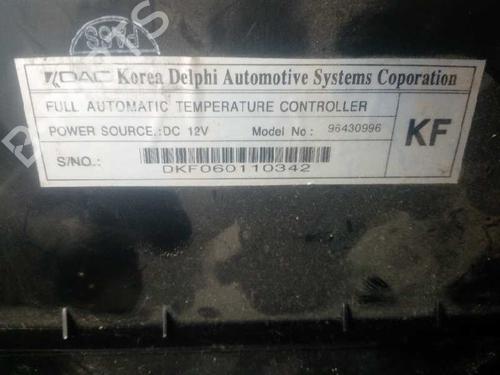 KDAC Korea Delphi Automotive Systems Coporation
FULL AUTOMATIC TEMPERATURE CONTROLLER
POWER SOURCE.:DC 12V Model No: 96430996
KF
S/NO.:
DKF060110342